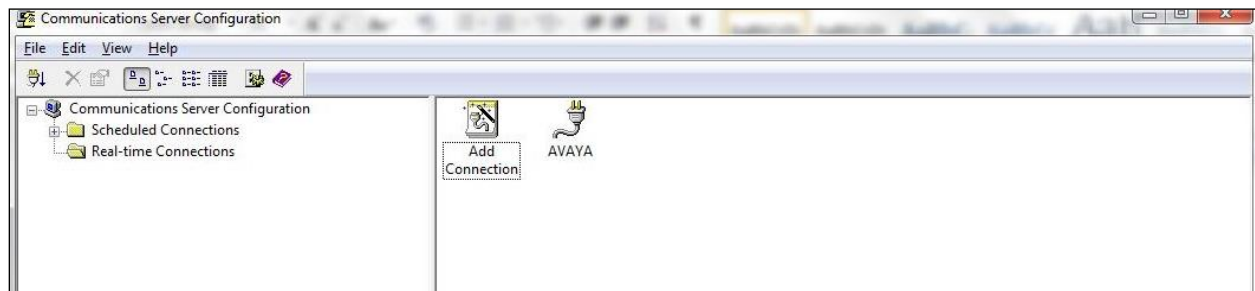 Communications Server Configuration
File Edit View Help
Communications Server Configuration
Scheduled Connections
Real-time Connections
Add
Connection
AVAYA